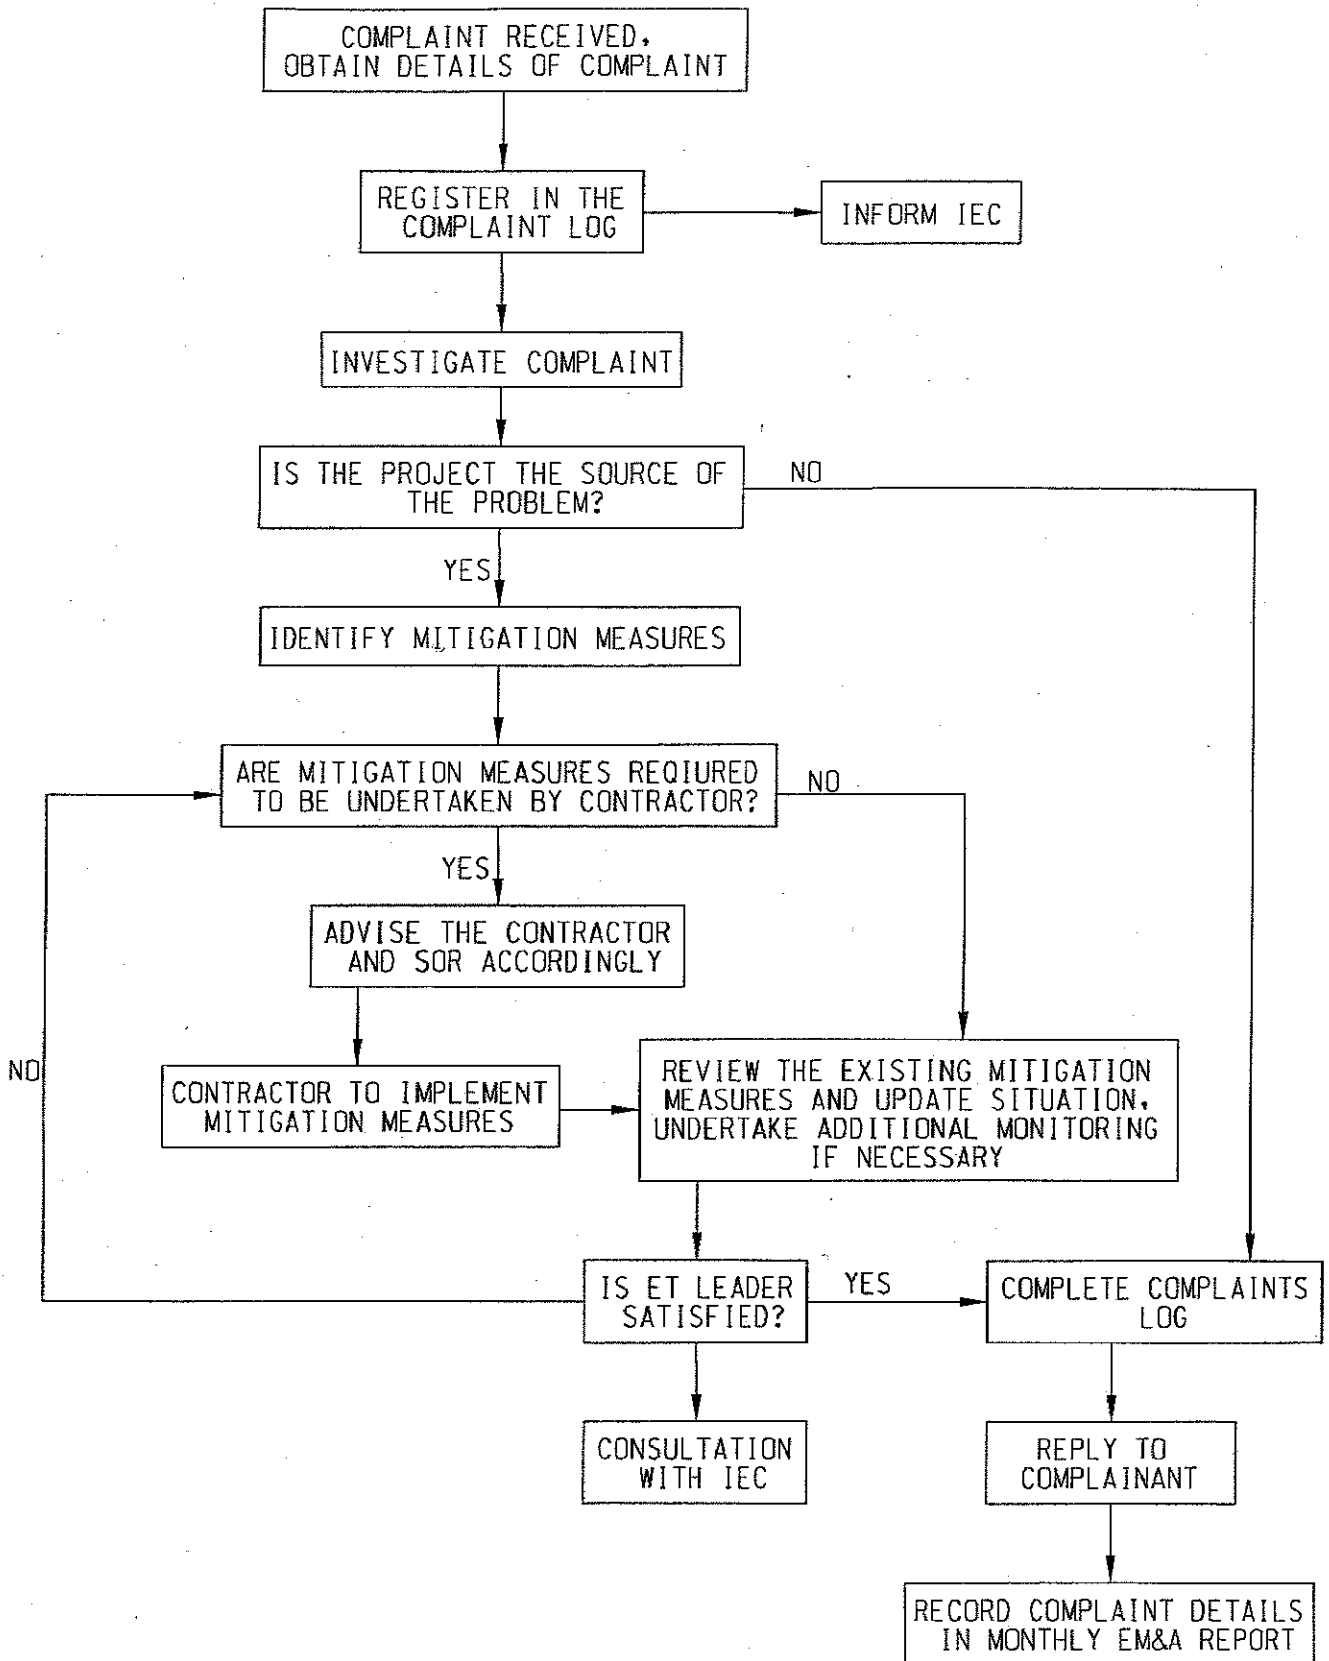 COMPLAINT RECEIVED,
OBTAIN DETAILS OF COMPLAINT
REGISTER IN THE
COMPLAINT LOG
INFORM IEC
INVESTIGATE COMPLAINT
IS THE PROJECT THE SOURCE OF
THE PROBLEM?
NO
YES
IDENTIFY MITIGATION MEASURES
ARE MITIGATION MEASURES REQIURED
TO BE UNDERTAKEN BY CONTRACTOR?
NO
YES
ADVISE THE CONTRACTOR
AND SOR ACCORDINGLY
NO
CONTRACTOR TO IMPLEMENT
MITIGATION MEASURES
REVIEW THE EXISTING MITIGATION
MEASURES AND UPDATE SITUATION,
UNDERTAKE ADDITIONAL MONITORING
IF NECESSARY
IS ET LEADER
SATISFIED?
YES
COMPLETE COMPLAINTS
LOG
CONSULTATION
WITH IEC
REPLY TO
COMPLAINANT
RECORD COMPLAINT DETAILS
IN MONTHLY EM&A REPORT